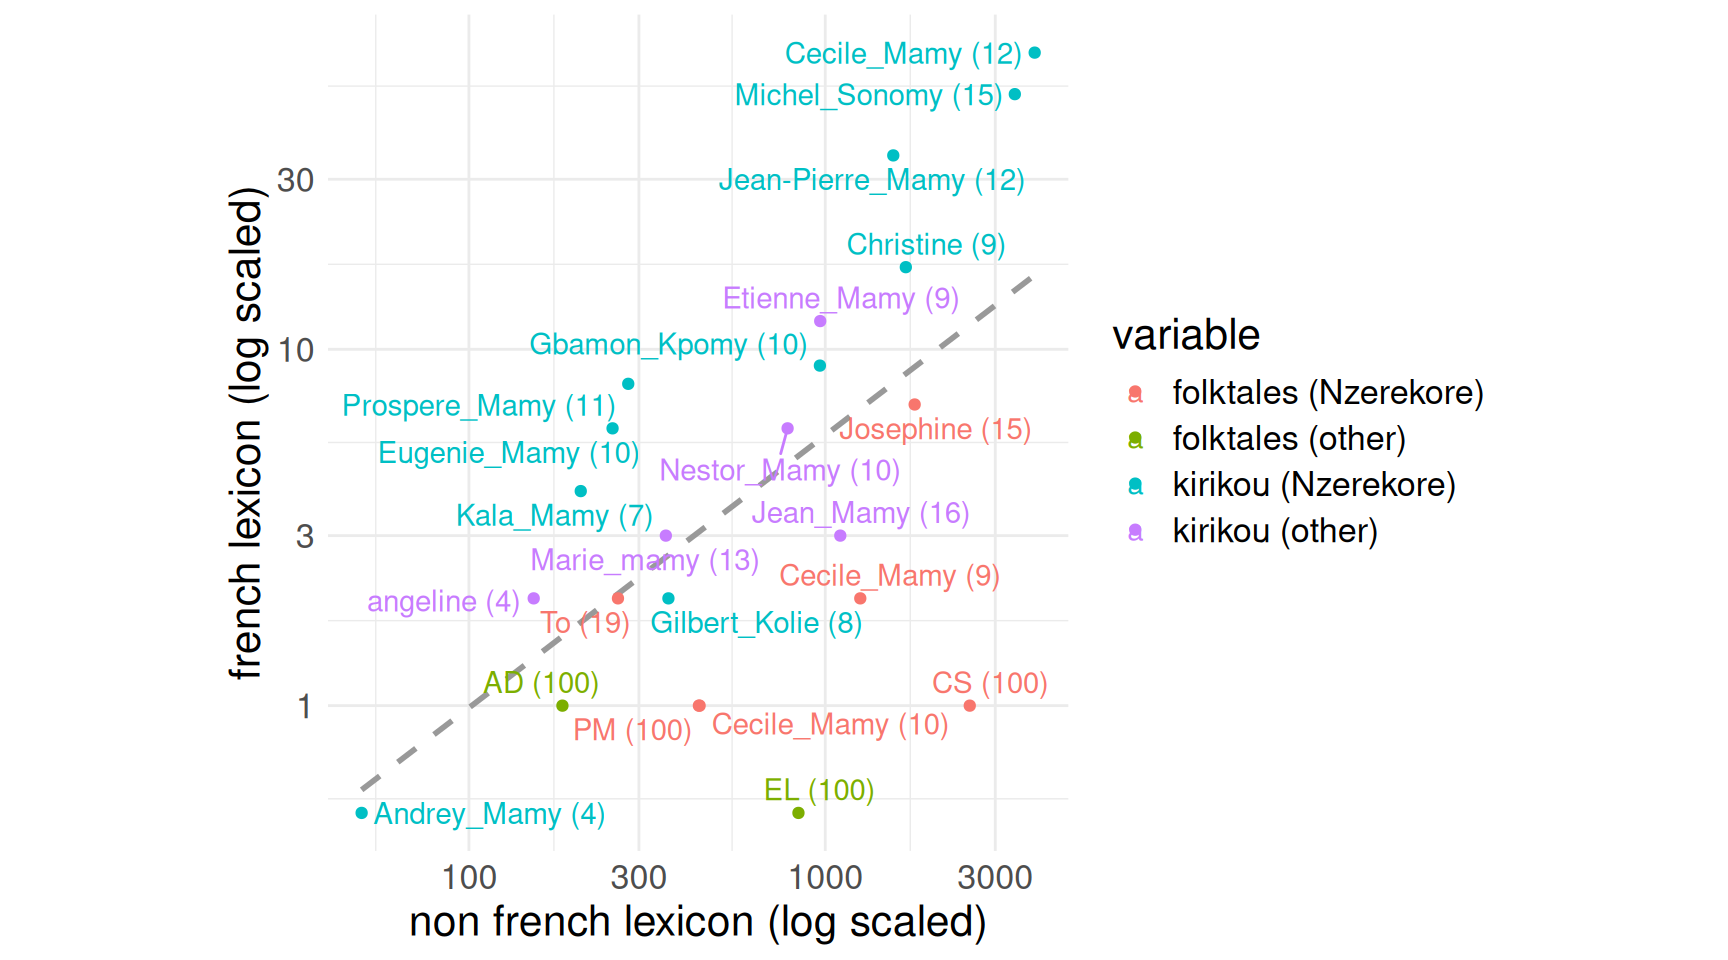 Cecile_Mamy (12)
Michel_Sonomy (15)
Jean-Pierre_Mamy (12)
Christine (9)
Etienne_Mamy (9)
Gbamon_Kpomy (10)
Prospere_Mamy (11)
Josephine (15)
Eugenie_Mamy (10)
Nestor_Mamy (10)
Kala_Mamy (7)
Jean_Mamy (16)
Marie_mamy (13)
Cecile_Mamy (9)
angeline (4)
To (19)
Gilbert_Kolie (8)
AD (100)
CS (100)
PM (100)
Cecile_Mamy (10)
EL (100)
Andrey_Mamy (4)
30
10
3
1
french lexicon (log scaled)
100 300 1000 3000
non french lexicon (log scaled)
variable
a folktales (Nzerekore)
a folktales (other)
a kirikou (Nzerekore)
a kirikou (other)